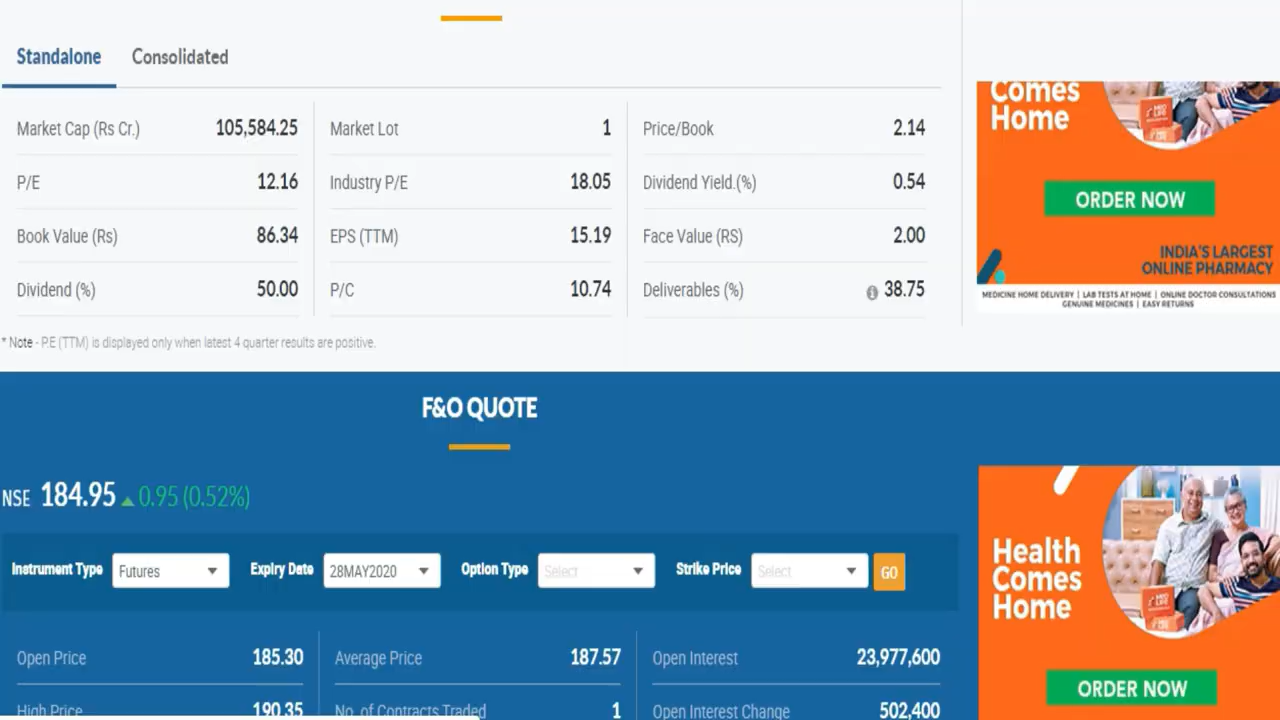 Standalone Consolidated
Market Cap (Rs Cr.) 105,584.25 Market Lot 1 Price/Book 2.14
P/E 12.16 Industry P/E 18.05 Dividend Yield.(%) 0.54
Book Value (Rs) 86.34 EPS (TTM) 15.19 Face Value (RS) 2.00
Dividend (%) 50.00 P/C 10.74 Deliverables (%) 38.75
* Note - P.E (TTM) is displayed only when latest 4 quarter results are positive.
Comes
Home
ORDER NOW
INDIA'S LARGEST
ONLINE PHARMACY
MEDICINE HOME DELIVERY | LAB TESTS AT HOME | ONLINE DOCTOR CONSULTATIONS
GENUINE MEDICINES | EASY RETURNS
F&O QUOTE
NSE 184.95 0.95 (0.52%)
Instrument Type Futures Expiry Date 28MAY2020 Option Type Select Strike Price Select GO
Open Price 185.30 Average Price 187.57 Open Interest 23,977,600
High Price 190.35 No. of Contracts Traded 1 Open Interest Change 502,400
Health
Comes
Home
ORDER NOW